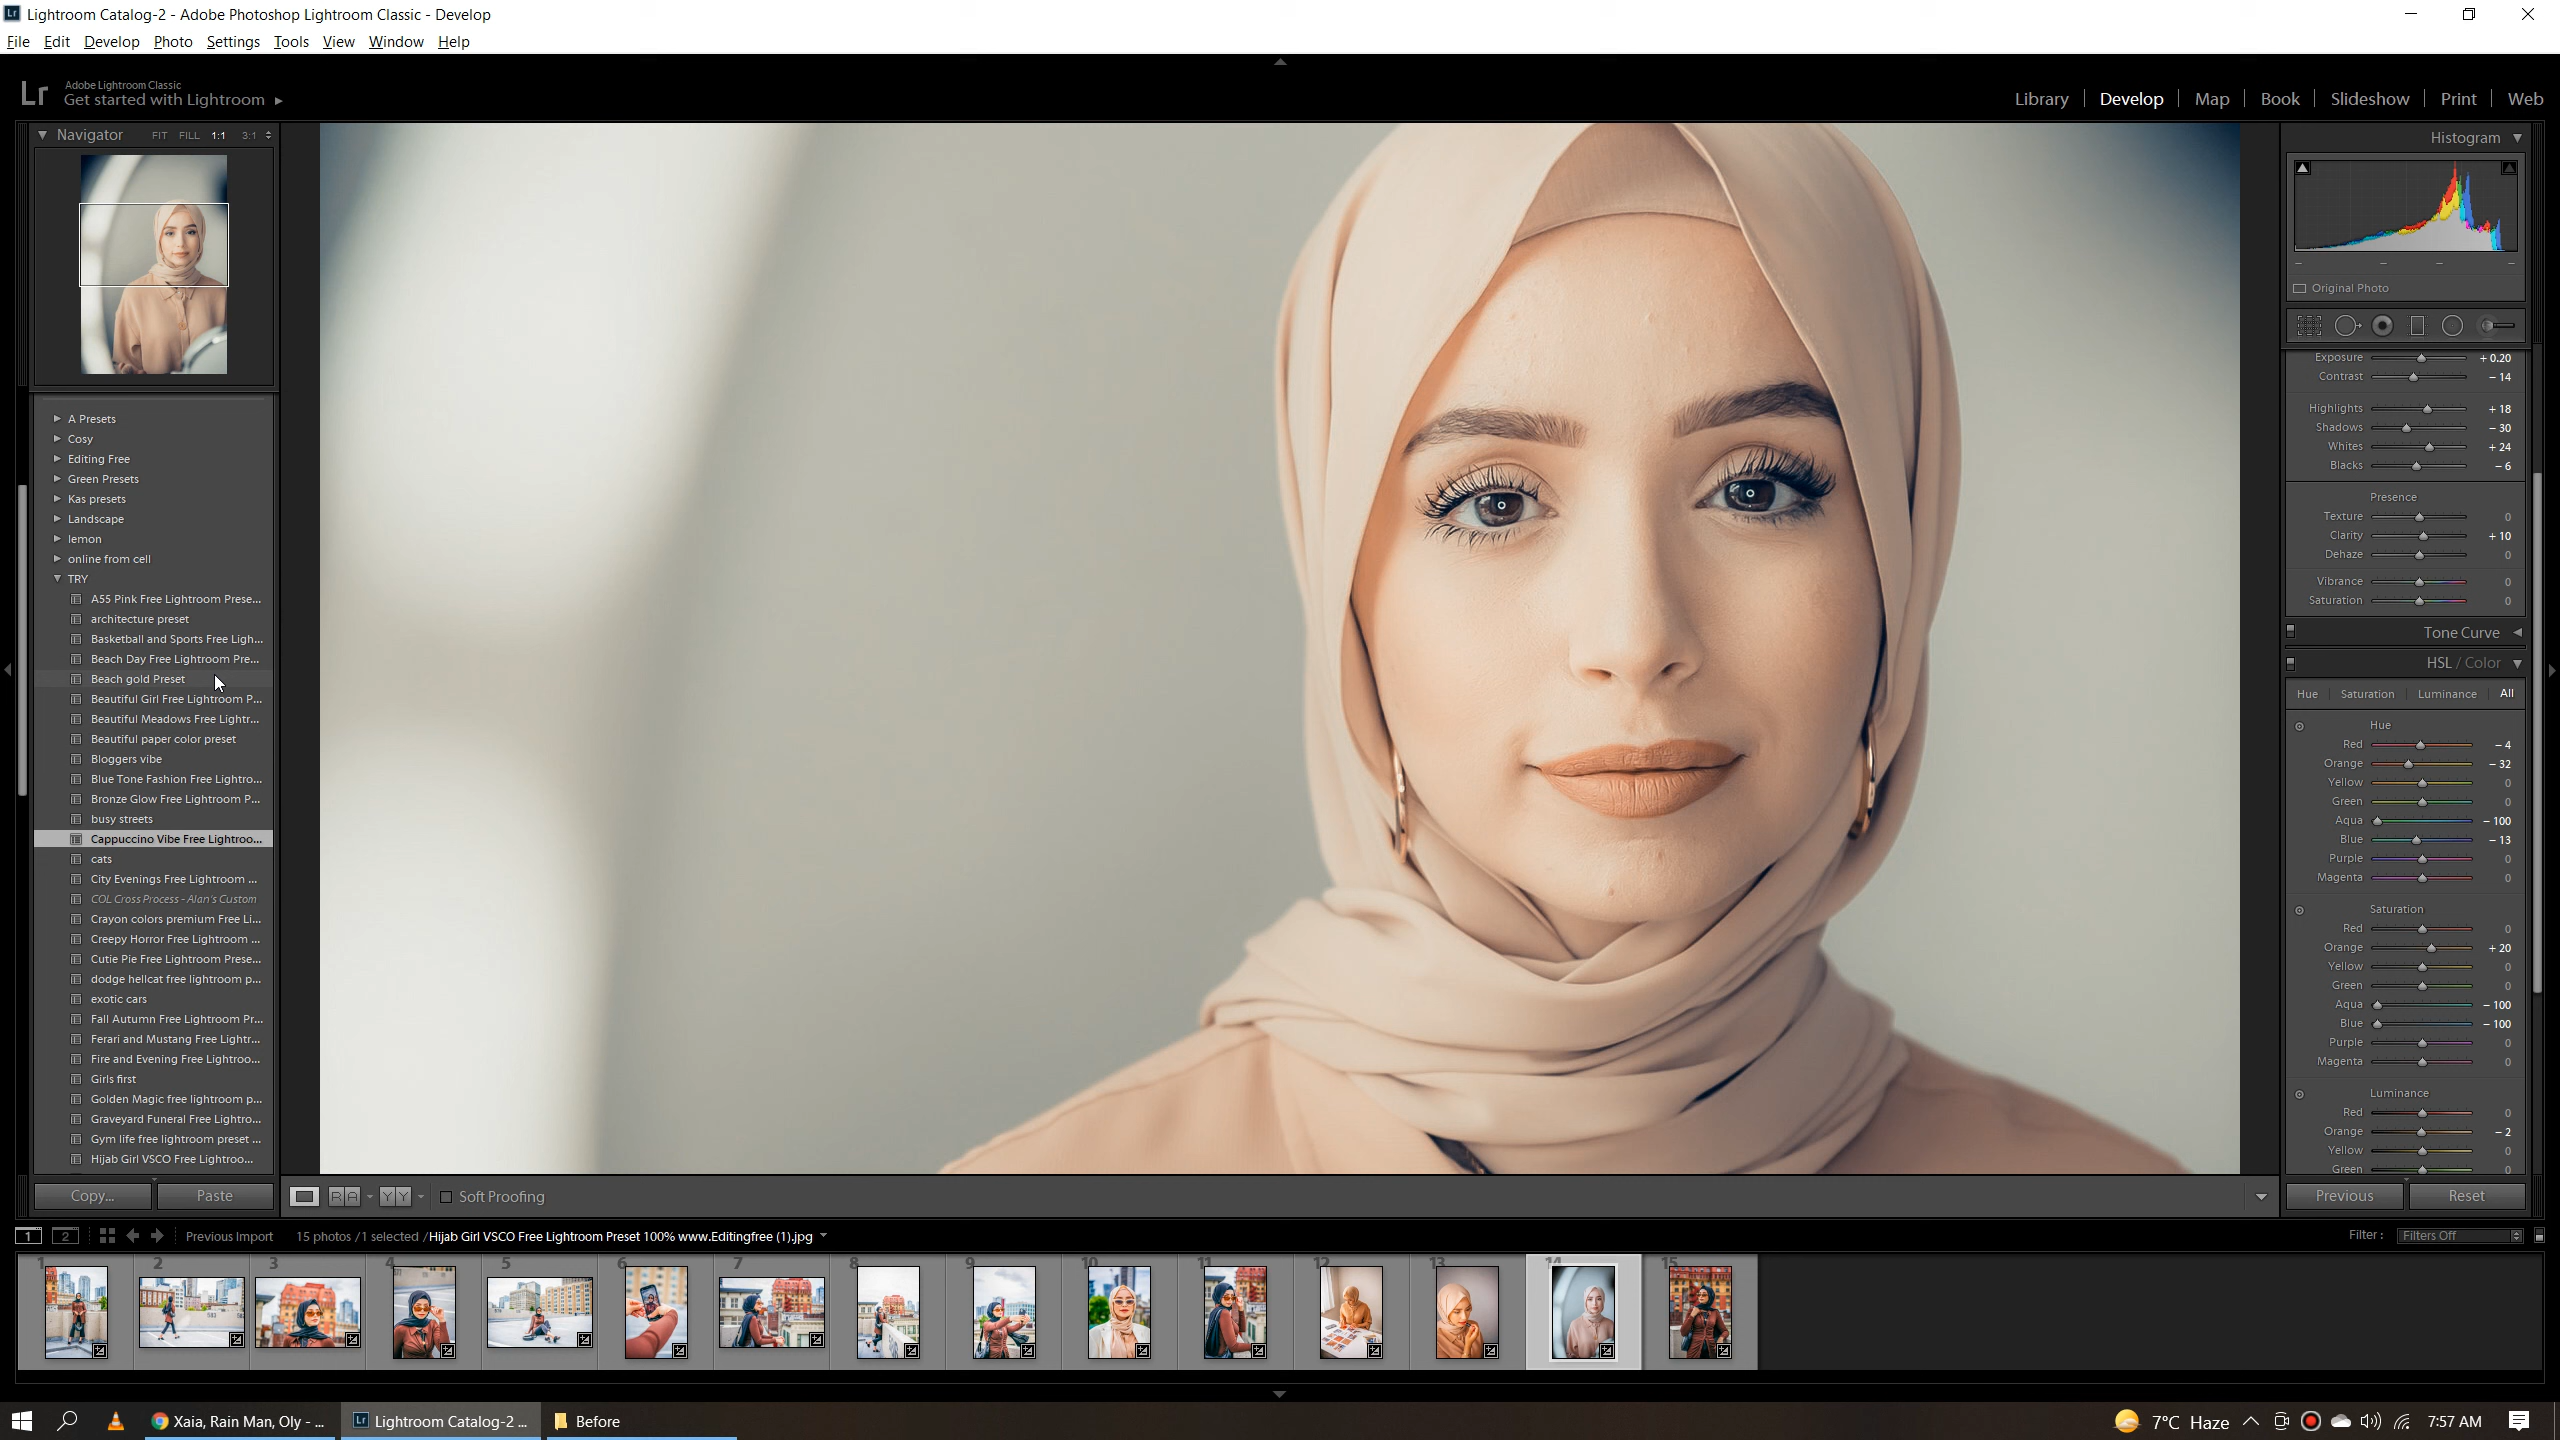 Lightroom Catalog-2 - Adobe Photoshop Lightroom Classic - Develop
File Edit Develop Photo Settings Tools View Window Help
Lr Adobe Lightroom Classic
Get started with Lightroom
Library Develop Map Book Slideshow Print Web
Navigator FIT FILL 1:1 3:1
A Presets
Cosy
Editing Free
Green Presets
Kas presets
Landscape
lemon
online from cell
TRY
A55 Pink Free Lightroom Prese...
architecture preset
Basketball and Sports Free Ligh...
Beach Day Free Lightroom Pre...
Beach gold Preset
Beautiful Girl Free Lightroom P...
Beautiful Meadows Free Lightr...
Beautiful paper color preset
Bloggers vibe
Blue Tone Fashion Free Lightro...
Bronze Glow Free Lightroom P...
busy streets
Cappuccino Vibe Free Lightroo...
cats
City Evenings Free Lightroom ...
COL Cross Process - Alan's Custom
Crayon colors premium Free Li...
Creepy Horror Free Lightroom ...
Cutie Pie Free Lightroom Prese...
dodge hellcat free lightroom p...
exotic cars
Fall Autumn Free Lightroom Pr...
Ferari and Mustang Free Lightr...
Fire and Evening Free Lightroo...
Girls first
Golden Magic free lightroom p...
Graveyard Funeral Free Lightro...
Gym life free lightroom preset ...
Hijab Girl VSCO Free Lightroo...
Copy... Paste
Histogram
Original Photo
Exposure + 0.20
Contrast - 14
Highlights + 18
Shadows - 30
Whites + 24
Blacks - 6
Presence
Texture 0
Clarity + 10
Dehaze 0
Vibrance 0
Saturation 0
Tone Curve
HSL / Color
Hue Saturation Luminance All
Hue
Red - 4
Orange - 32
Yellow 0
Green 0
Aqua - 100
Blue - 13
Purple 0
Magenta 0
Saturation
Red 0
Orange + 20
Yellow 0
Green 0
Aqua - 100
Blue - 100
Purple 0
Magenta 0
Luminance
Red 0
Orange - 2
Yellow 0
Green 0
Previous Reset
RA YY Soft Proofing
1 2 Previous Import 15 photos /1 selected /Hijab Girl VSCO Free Lightroom Preset 100% www.Editingfree (1).jpg
Filter : Filters Off
1 2 3 4 5 6 7 8 9 10 11 12 13 14 15
Xaia, Rain Man, Oly - ... Lr Lightroom Catalog-2 ... Before
7°C Haze 7:57 AM